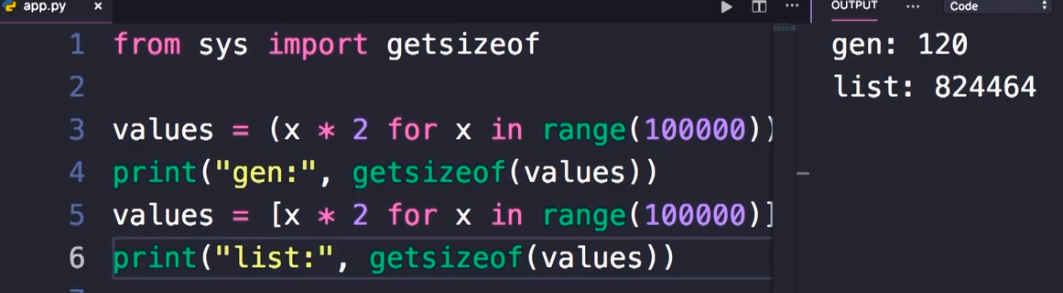 app.py ×
OUTPUT ... Code
1 from sys import getsizeof
2
3 values = (x * 2 for x in range(100000))
4 print("gen:", getsizeof(values))
5 values = [x * 2 for x in range(100000)]
6 print("list:", getsizeof(values))
gen: 120
list: 824464